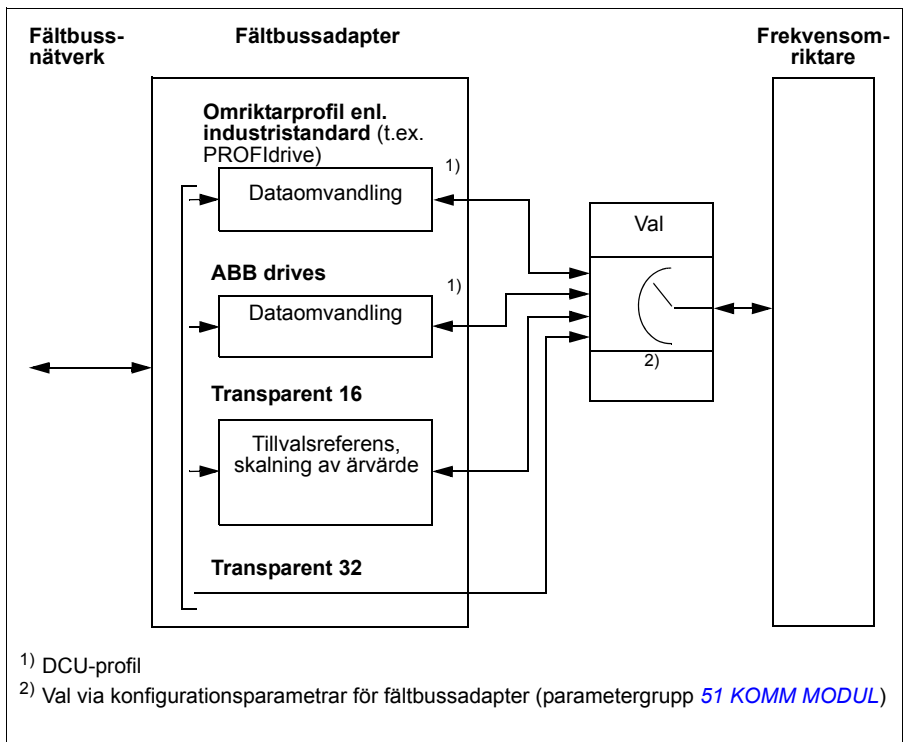 Fältbuss-
nätverk
Fältbussadapter
Frekvensom-
riktare
Omriktarprofil enl.
industristandard (t.ex.
PROFIdrive)
1)
Dataomvandling
Val
ABB drives
1)
Dataomvandling
2)
Transparent 16
Tillvalsreferens,
skalning av ärvärde
Transparent 32
1) DCU-profil
2) Val via konfigurationsparametrar för fältbussadapter (parametergrupp 51 KOMM MODUL)